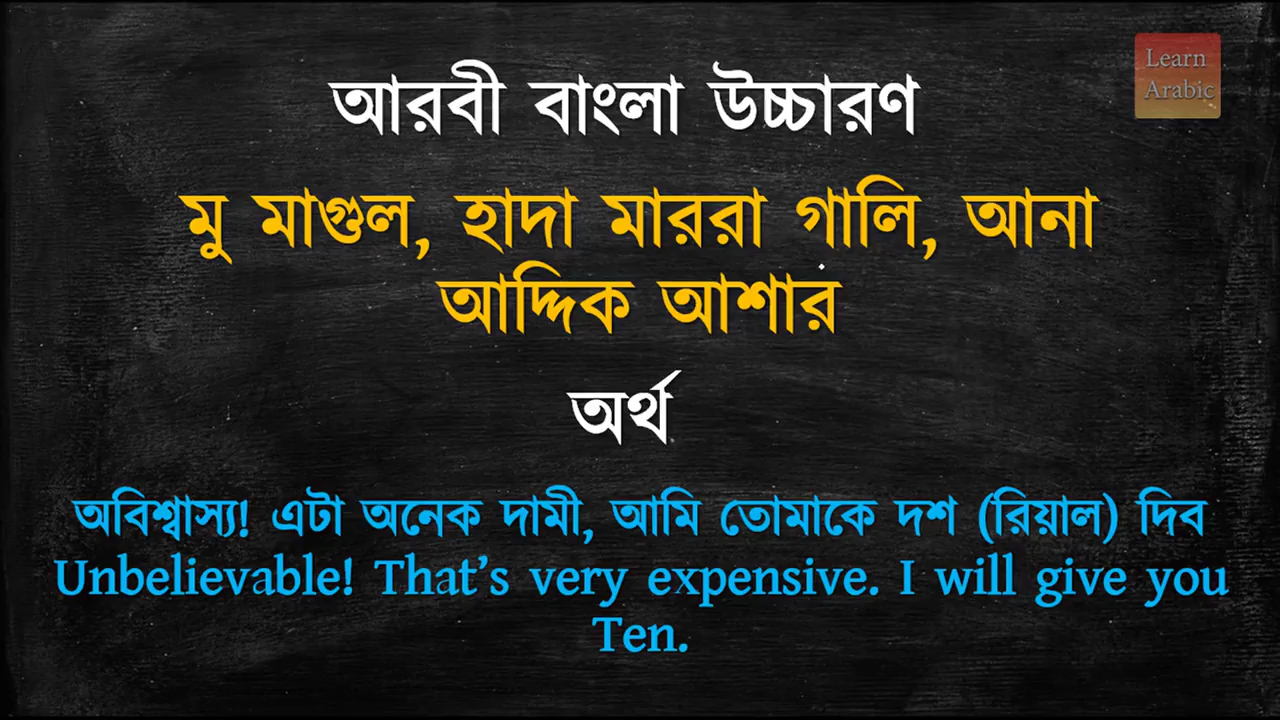 Learn
Arabic
আরবী বাংলা উচ্চারণ
মু মাগুল, হাদা মাররা গালি, আনা
আদ্দিক আশার
অর্থ
অবিশ্বাস্য! এটা অনেক দামী, আমি তোমাকে দশ (রিয়াল) দিব
Unbelievable! That’s very expensive. I will give you
Ten.